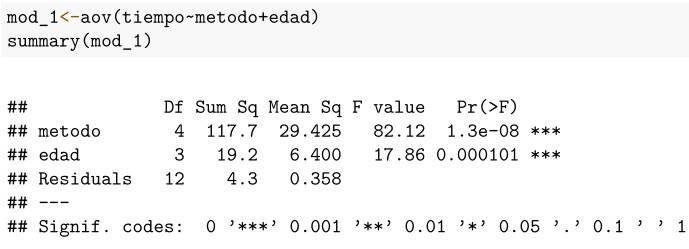 mod_1<-aov(tiempo~metodo+edad)
summary(mod_1)
##             Df Sum Sq Mean Sq F value   Pr(>F)
## metodo       4  117.7  29.425   82.12  1.3e-08 ***
## edad         3   19.2   6.400   17.86 0.000101 ***
## Residuals   12    4.3   0.358
## ---
## Signif. codes:  0 '***' 0.001 '**' 0.01 '*' 0.05 '.' 0.1 ' ' 1